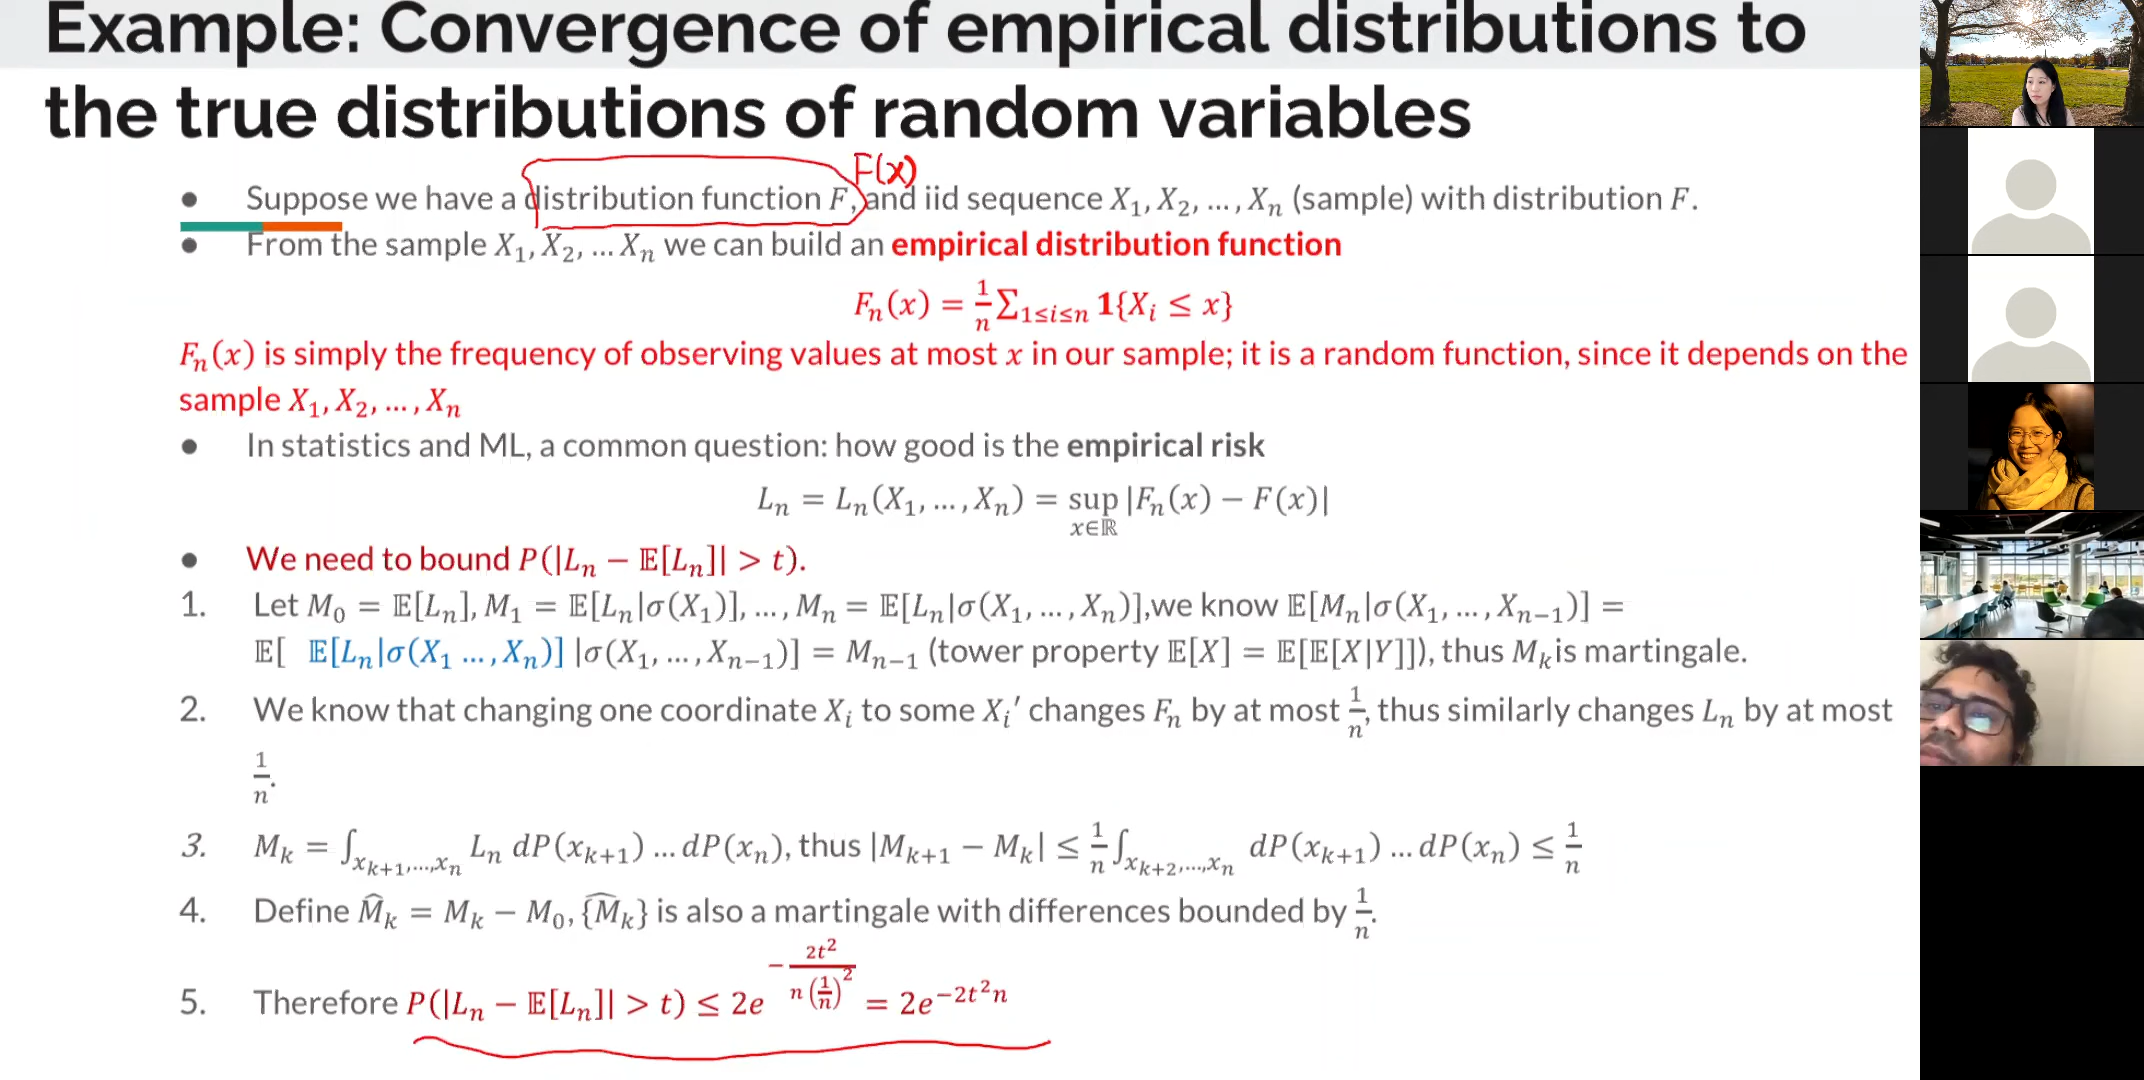 Example: Convergence of empirical distributions to
the true distributions of random variables
F(x)
● Suppose we have a distribution function F, and iid sequence X₁, X₂, …, Xₙ (sample) with distribution F.
● From the sample X₁, X₂, … Xₙ we can build an empirical distribution function
Fₙ(x) = 1/n Σ_{1≤i≤n} 1{Xᵢ ≤ x}
Fₙ(x) is simply the frequency of observing values at most x in our sample; it is a random function, since it depends on the
sample X₁, X₂, …, Xₙ
● In statistics and ML, a common question: how good is the empirical risk
Lₙ = Lₙ(X₁, …, Xₙ) = sup_{x∈ℝ} |Fₙ(x) − F(x)|
● We need to bound P(|Lₙ − 𝔼[Lₙ]| > t).
1. Let M₀ = 𝔼[Lₙ], M₁ = 𝔼[Lₙ|σ(X₁)], …, Mₙ = 𝔼[Lₙ|σ(X₁, …, Xₙ)],we know 𝔼[Mₙ|σ(X₁, …, Xₙ₋₁)] =
𝔼[ 𝔼[Lₙ|σ(X₁ …, Xₙ)] |σ(X₁, …, Xₙ₋₁)] = Mₙ₋₁ (tower property 𝔼[X] = 𝔼[𝔼[X|Y]]), thus Mₖis martingale.
2. We know that changing one coordinate Xᵢ to some Xᵢ′ changes Fₙ by at most 1/n, thus similarly changes Lₙ by at most
1/n.
3. Mₖ = ∫_{xₖ₊₁,…,xₙ} Lₙ dP(xₖ₊₁) … dP(xₙ), thus |Mₖ₊₁ − Mₖ| ≤ 1/n ∫_{xₖ₊₂,…,xₙ} dP(xₖ₊₁) … dP(xₙ) ≤ 1/n
4. Define M̂ₖ = Mₖ − M₀, {M̂ₖ} is also a martingale with differences bounded by 1/n.
5. Therefore P(|Lₙ − 𝔼[Lₙ]| > t) ≤ 2e^{−2t²/(n(1/n)²)} = 2e^{−2t²n}